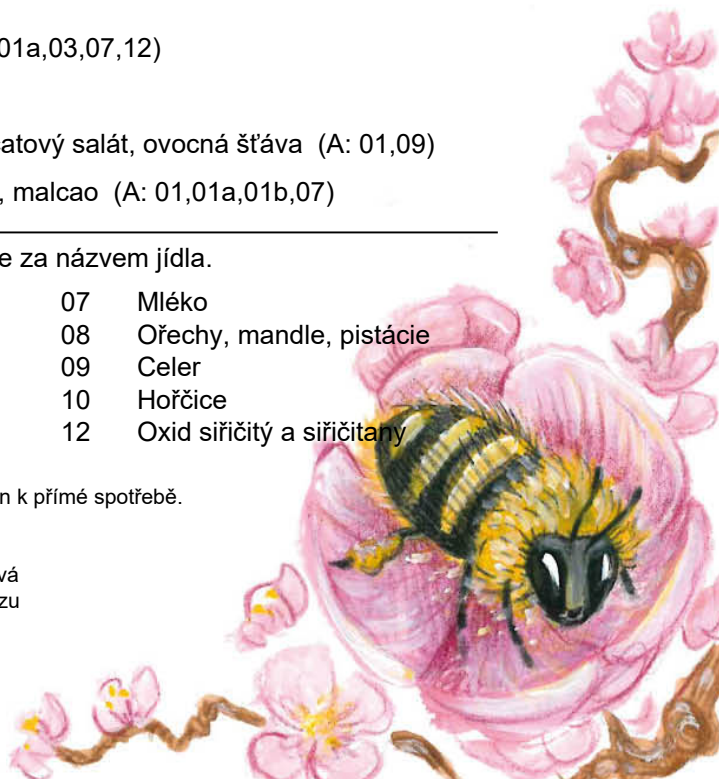 01a,03,07,12)
atový salát, ovocná šťáva (A: 01,09)
, malcao (A: 01,01a,01b,07)
e za názvem jídla.
07 Mléko
08 Ořechy, mandle, pistácie
09 Celer
10 Hořčice
12 Oxid siřičitý a siřičitany
n k přímé spotřebě.
vá
zu